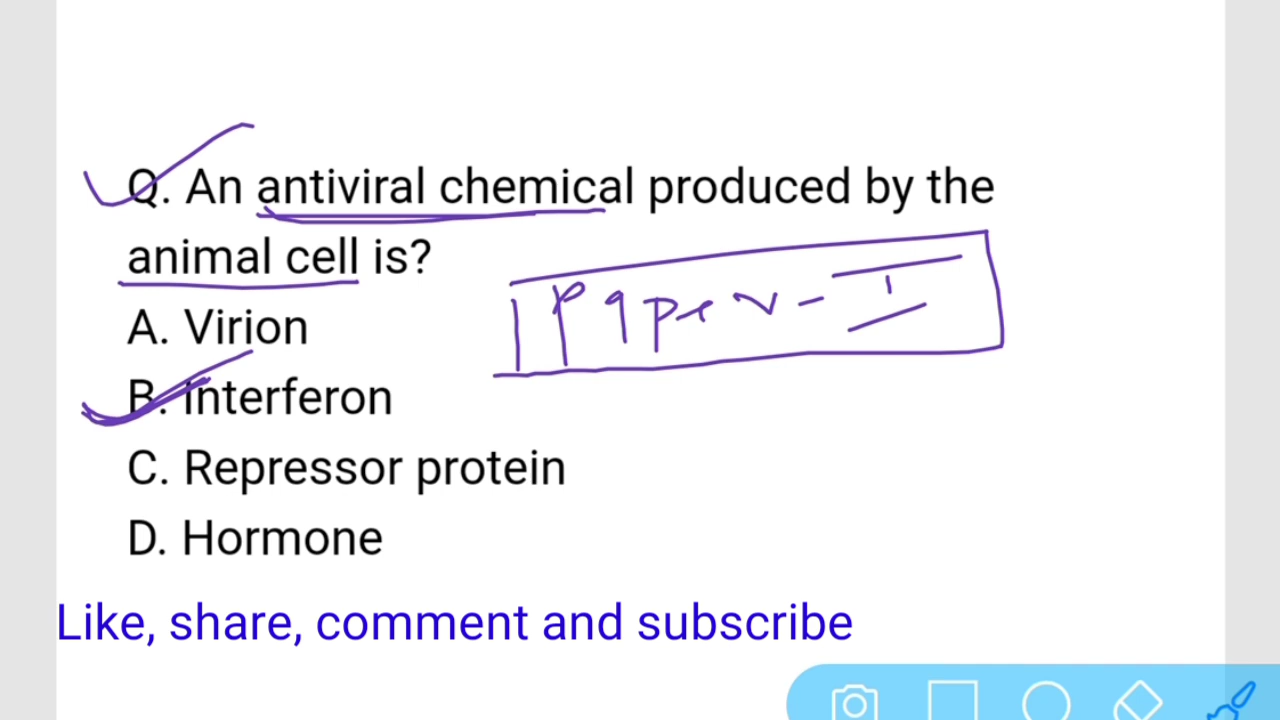 Q. An antiviral chemical produced by the
animal cell is?
Paper-I
A. Virion
B. Interferon
C. Repressor protein
D. Hormone
Like, share, comment and subscribe